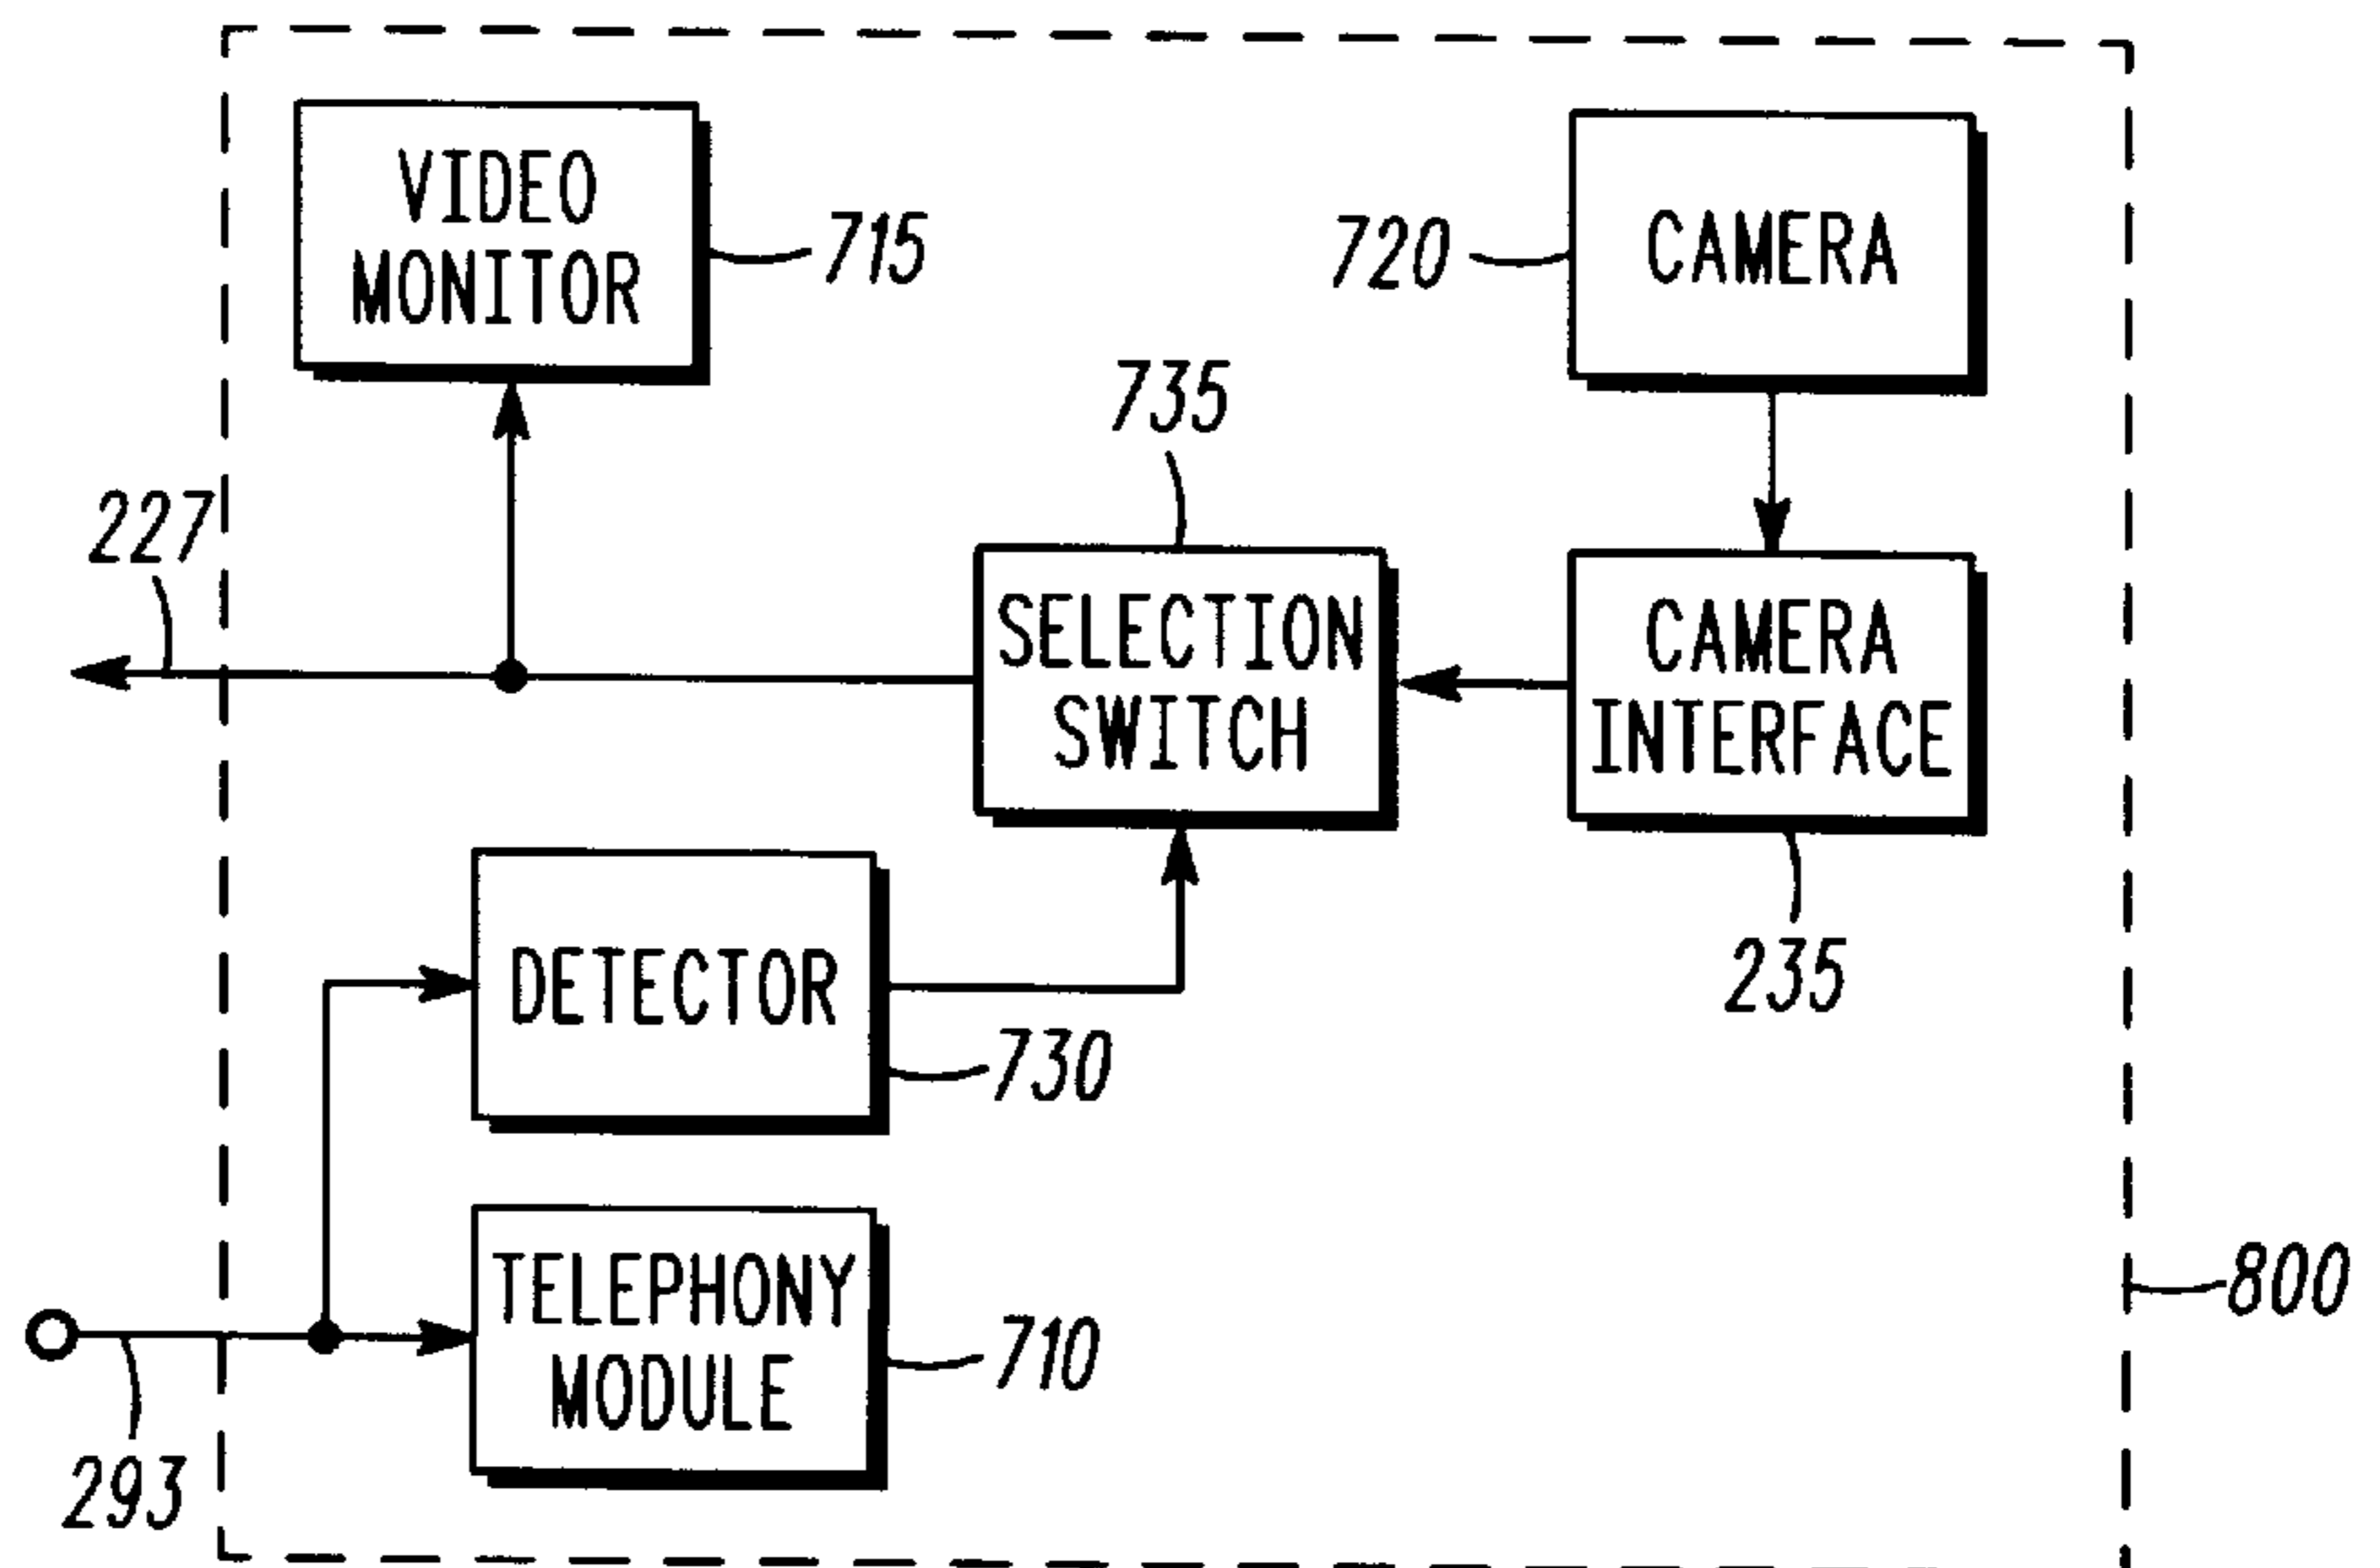 VIDEO
MONITOR
715
720
CAMERA
735
227
SELECTION
SWITCH
CAMERA
INTERFACE
235
DETECTOR
730
TELEPHONY
MODULE
710
800
293